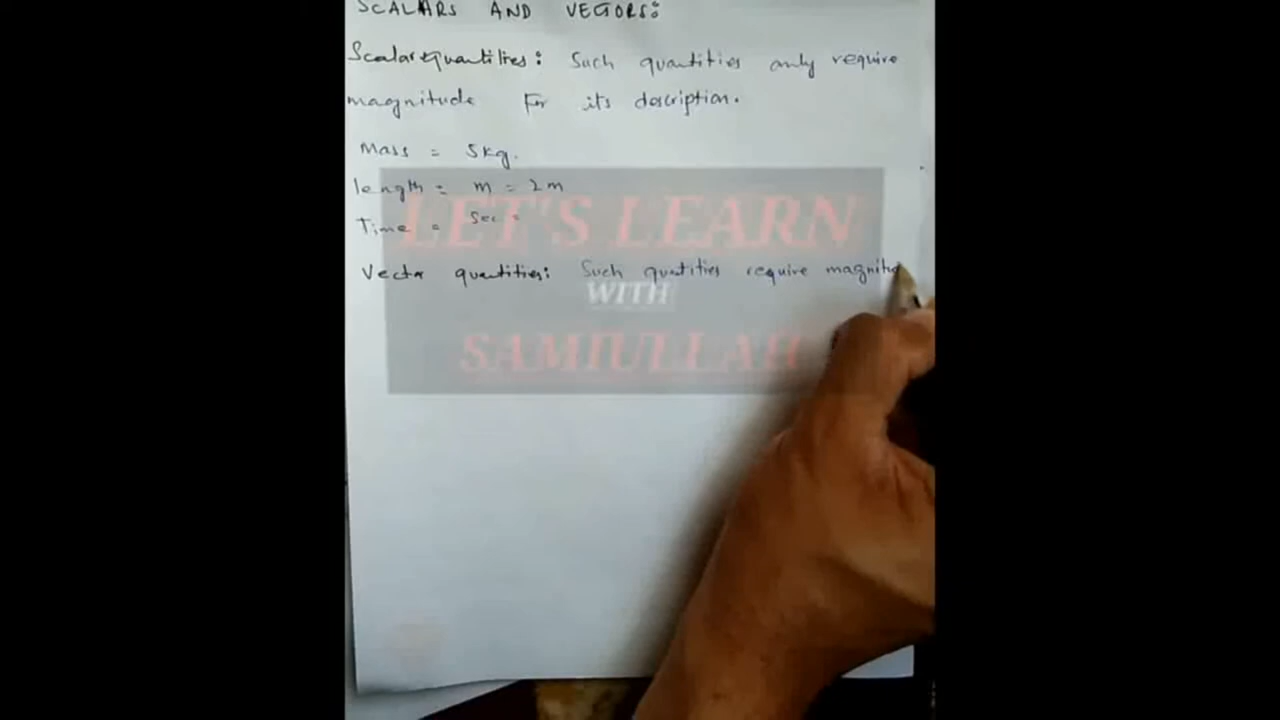 SCALARS AND VECTORS:
Scalar quantities: Such quantities only require
magnitude For its description.
Mass = 5kg.
length = m = 2m
Time = Sec =
Vector quantities: Such quantities require magnitu
LET'S LEARN
WITH
SAMIULLAH